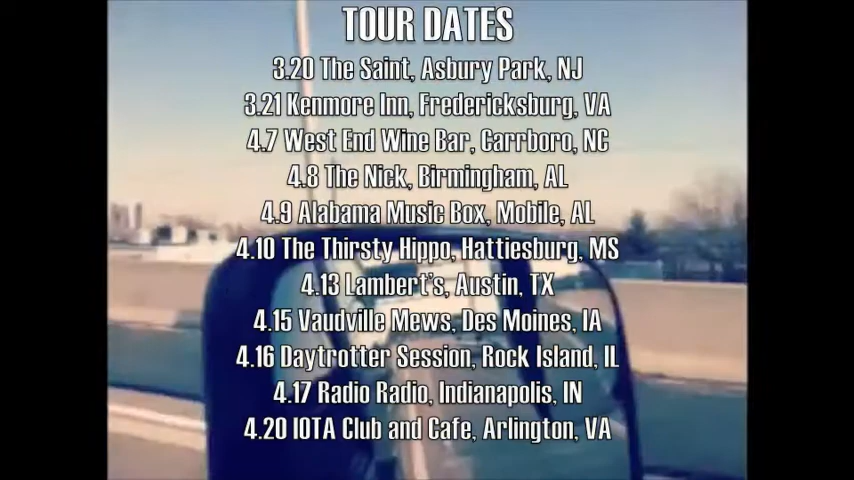 TOUR DATES
3.20 The Saint, Asbury Park, NJ
3.21 Kenmore Inn, Fredericksburg, VA
4.7 West End Wine Bar, Carrboro, NC
4.8 The Nick, Birmingham, AL
4.9 Alabama Music Box, Mobile, AL
4.10 The Thirsty Hippo, Hattiesburg, MS
4.13 Lambert's, Austin, TX
4.15 Vaudville Mews, Des Moines, IA
4.16 Daytrotter Session, Rock Island, IL
4.17 Radio Radio, Indianapolis, IN
4.20 IOTA Club and Cafe, Arlington, VA